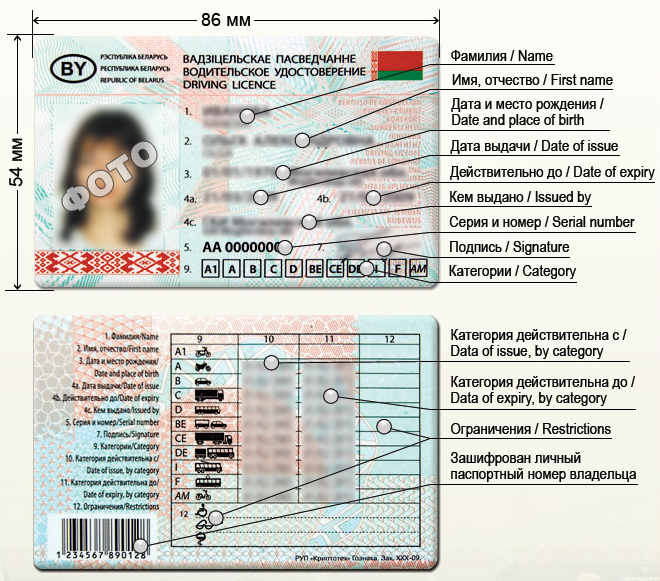 86 мм
54 мм
BY
РЭСПУБЛІКА БЕЛАРУСЬ
РЕСПУБЛИКА БЕЛАРУСЬ
REPUBLIC OF BELARUS
ВАДЗІЦЕЛЬСКАЕ ПАСВЕДЧАННЕ
ВОДИТЕЛЬСКОЕ УДОСТОВЕРЕНИЕ
DRIVING LICENCE
ФОТО
1.
2.
3.
4a.
4b.
4c.
5. AA 0000000
7.
9. A1 A B C D BE CE DE I F AM
Фамилия / Name
Имя, отчество / First name
Дата и место рождения /
Date and place of birth
Дата выдачи / Date of issue
Действительно до / Date of expiry
Кем выдано / Issued by
Серия и номер / Serial number
Подпись / Signature
Категории / Category
1. Фамилия/Name
2. Имя, отчество/First name
3. Дата и место рождения/
Date and place of birth
4a. Дата выдачи/Date of issue
4b. Действительно до/Date of expiry
4c. Кем выдано/Issued by
5. Серия и номер/Serial number
7. Подпись/Signature
9. Категории/Category
10. Категория действительна с/
Date of issue, by category
11. Категория действительна до/
Date of expiry, by category
12. Ограничения/Restrictions
1 234567 890128
9 10 11 12
A1
A
B
C
D
BE
CE
DE
I
F
AM
12
РУП «Криптотех» Гознака. Зак. XXX-09.
Категория действительна с /
Data of issue, by category
Категория действительна до /
Data of expiry, by category
Ограничения / Restrictions
Зашифрован личный
паспортный номер владельца